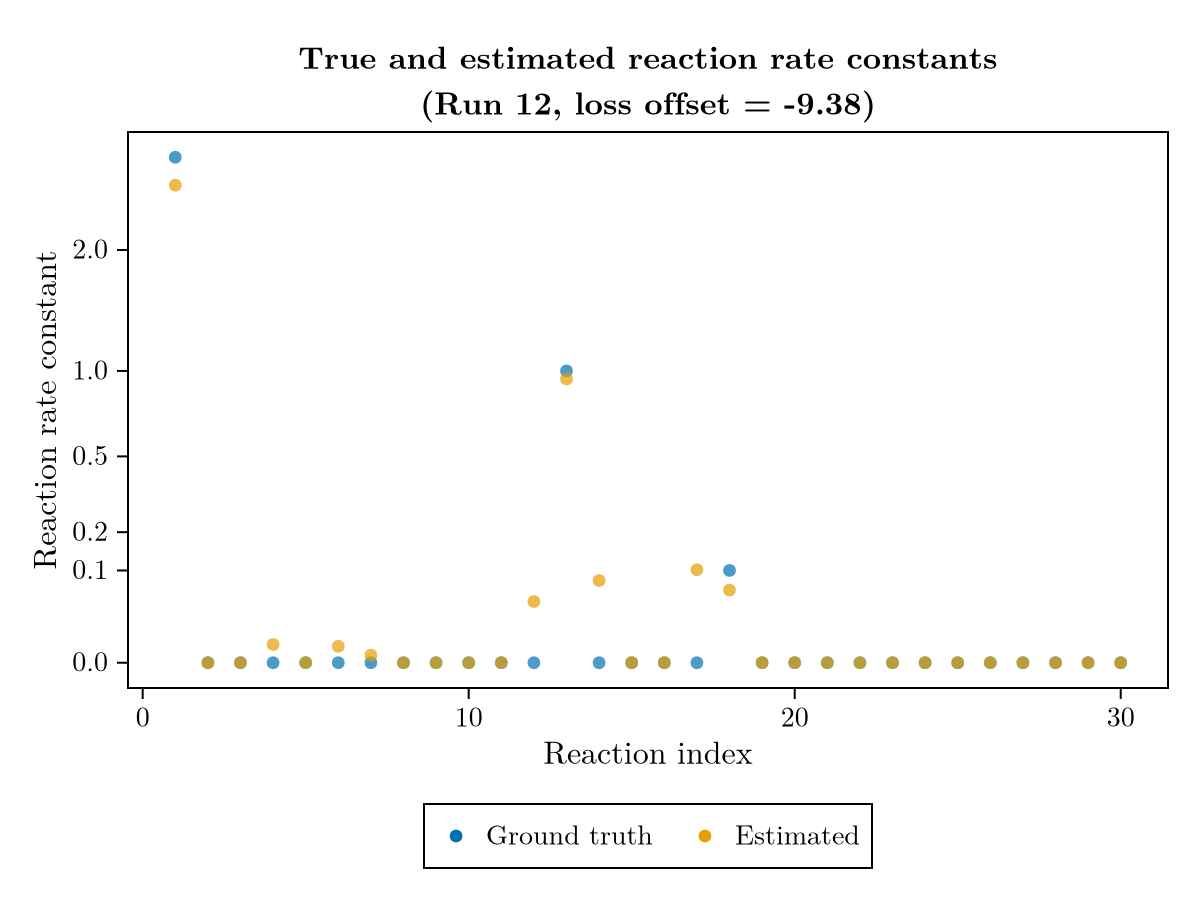 True and estimated reaction rate constants
(Run 12, loss offset = -9.38)
Reaction rate constant
2.0
1.0
0.5
0.2
0.1
0.0
0 10 20 30
Reaction index
Ground truth Estimated